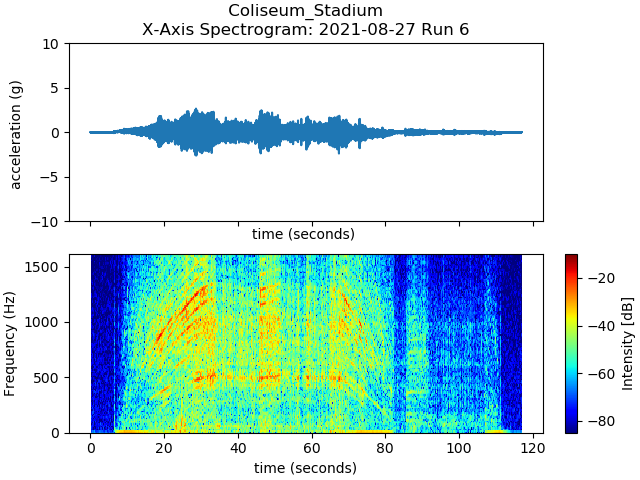 Coliseum_Stadium
X-Axis Spectrogram: 2021-08-27 Run 6
10
5
0
−5
−10
acceleration (g)
time (seconds)
1500
1000
500
0
Frequency (Hz)
0 20 40 60 80 100 120
time (seconds)
−20
−40
−60
−80
Intensity [dB]